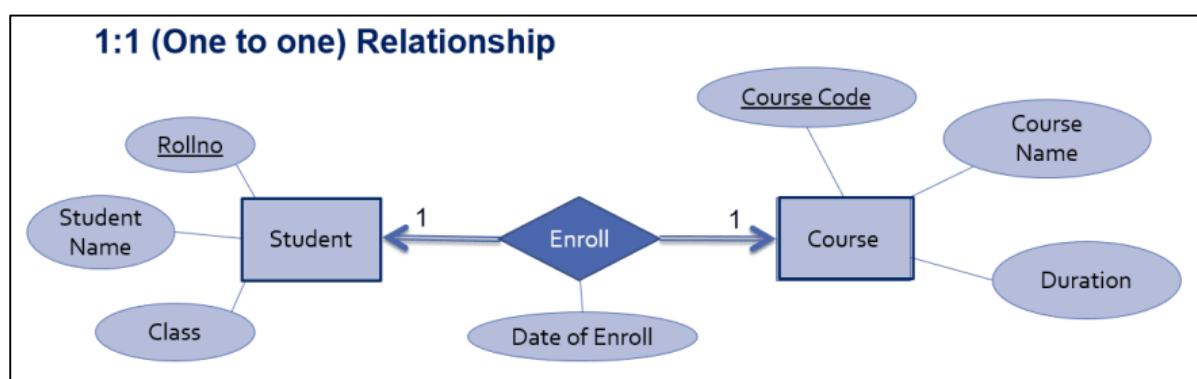 1:1 (One to one) Relationship
Course Code
Course
Name
Rollno
Student
Name
Student
1
Enroll
1
Course
Duration
Class
Date of Enroll